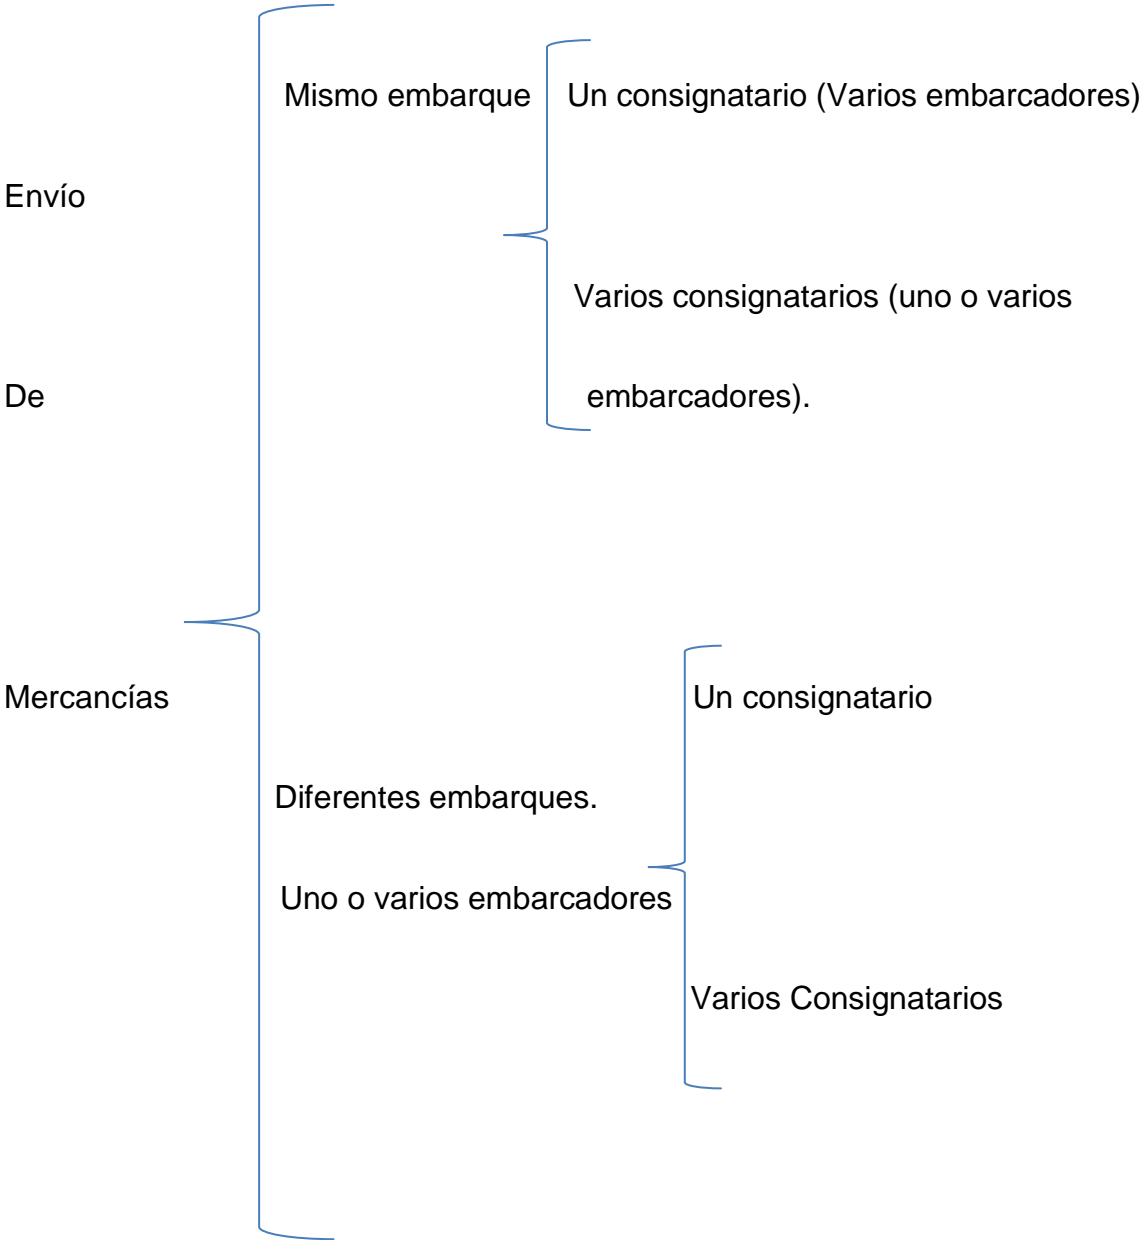 Mismo embarque
Un consignatario (Varios embarcadores)
Envío
Varios consignatarios (uno o varios
De
embarcadores).
Mercancías
Un consignatario
Diferentes embarques.
Uno o varios embarcadores
Varios Consignatarios